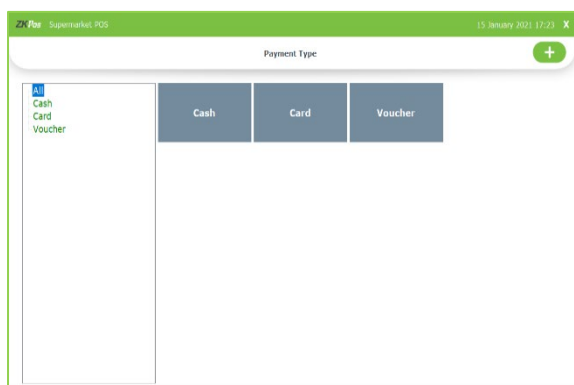 ZKPos Supermarket POS 15 January 2021 17:23 X
Payment Type +
All
Cash
Card
Voucher
Cash Card Voucher